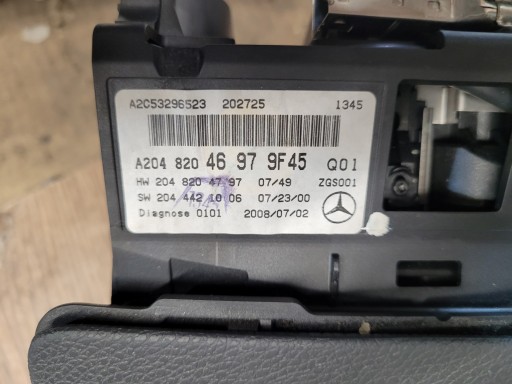 A2C53296523 202725 1345
A204 820 46 97 9F45 Q01
HW 204 820 47 97 07/49 ZGS001
SW 204 442 10 06 07/23/00
Diagnose 0101 2008/07/02